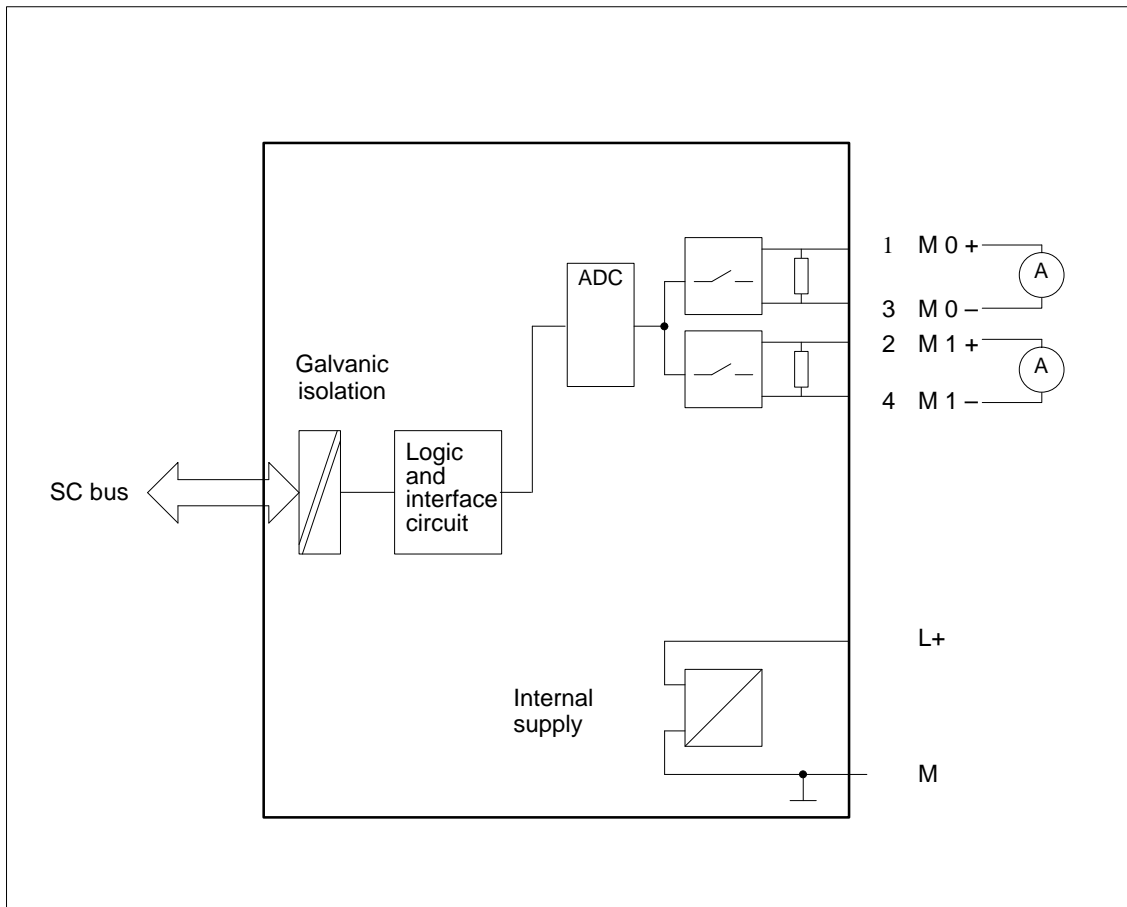 ADC
1 M 0 +
A
3 M 0 –
2 M 1 +
A
4 M 1 –
Galvanic
isolation
Logic
and
interface
circuit
SC bus
L+
Internal
supply
M